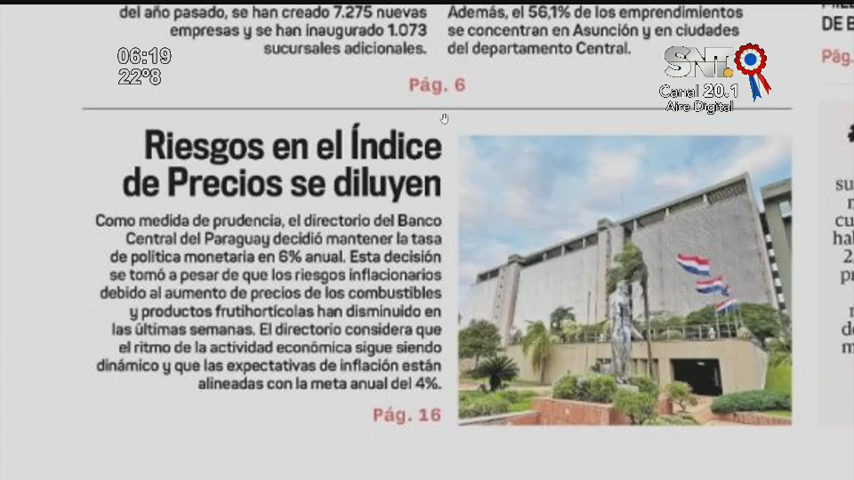 del año pasado, se han creado 7.275 nuevas
empresas y se han inaugurado 1.073
sucursales adicionales.
Además, el 56,1% de los emprendimientos
se concentran en Asunción y en ciudades
del departamento Central.
Pág. 6
06:19
22º8
SNT
Canal 20.1
Aire Digital
DE B
Pág.
Riesgos en el Índice
de Precios se diluyen
Como medida de prudencia, el directorio del Banco
Central del Paraguay decidió mantener la tasa
de política monetaria en 6% anual. Esta decisión
se tomó a pesar de que los riesgos inflacionarios
debido al aumento de precios de los combustibles
y productos frutihortícolas han disminuido en
las últimas semanas. El directorio considera que
el ritmo de la actividad económica sigue siendo
dinámico y que las expectativas de inflación están
alineadas con la meta anual del 4%.
Pág. 16